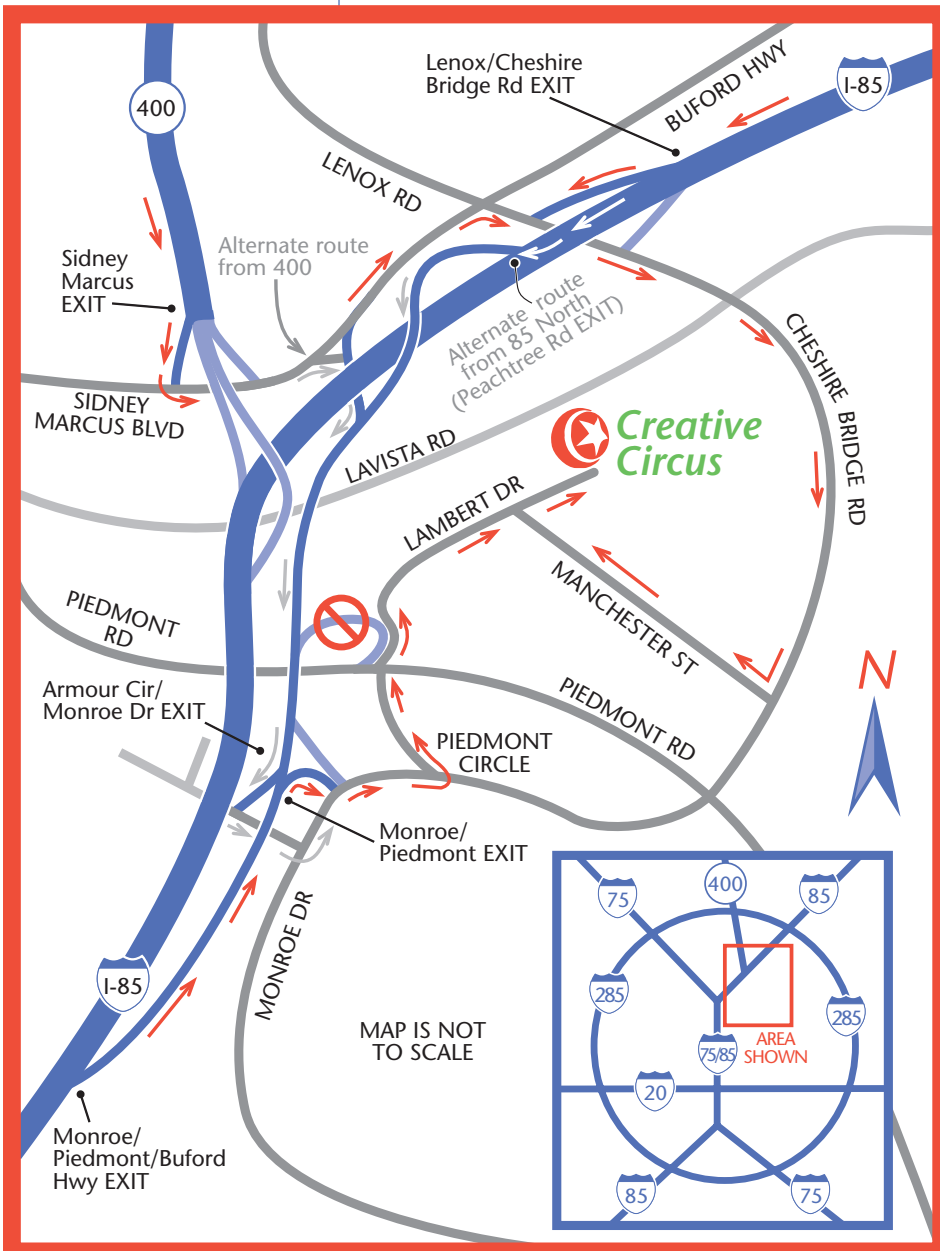 400
Lenox/Cheshire
Bridge Rd EXIT
BUFORD HWY
I-85
LENOX RD
Sidney
Marcus
EXIT
Alternate route
from 400
Alternate route
from 85 North
(Peachtree Rd EXIT)
CHESHIRE BRIDGE RD
SIDNEY
MARCUS BLVD
LAVISTA RD
Creative
Circus
LAMBERT DR
MANCHESTER ST
PIEDMONT
RD
N
Armour Cir/
Monroe Dr EXIT
PIEDMONT RD
PIEDMONT
CIRCLE
Monroe/
Piedmont EXIT
MONROE DR
I-85
MAP IS NOT
TO SCALE
Monroe/
Piedmont/Buford
Hwy EXIT
75
400
85
285
285
75/85
AREA
SHOWN
20
85
75